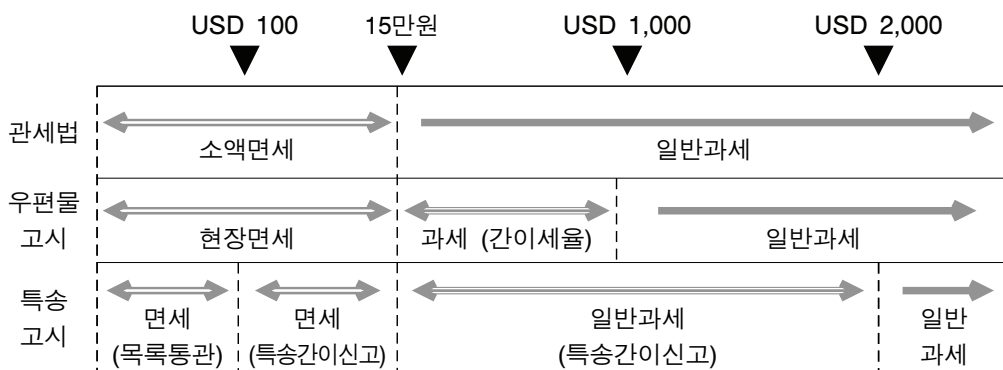 USD 100 15만원 USD 1,000 USD 2,000
관세법
소액면세 일반과세
우편물
고시
현장면세 과세 (간이세율) 일반과세
특송
고시
면세 면세 일반과세 일반
(목록통관) (특송간이신고) (특송간이신고) 과세